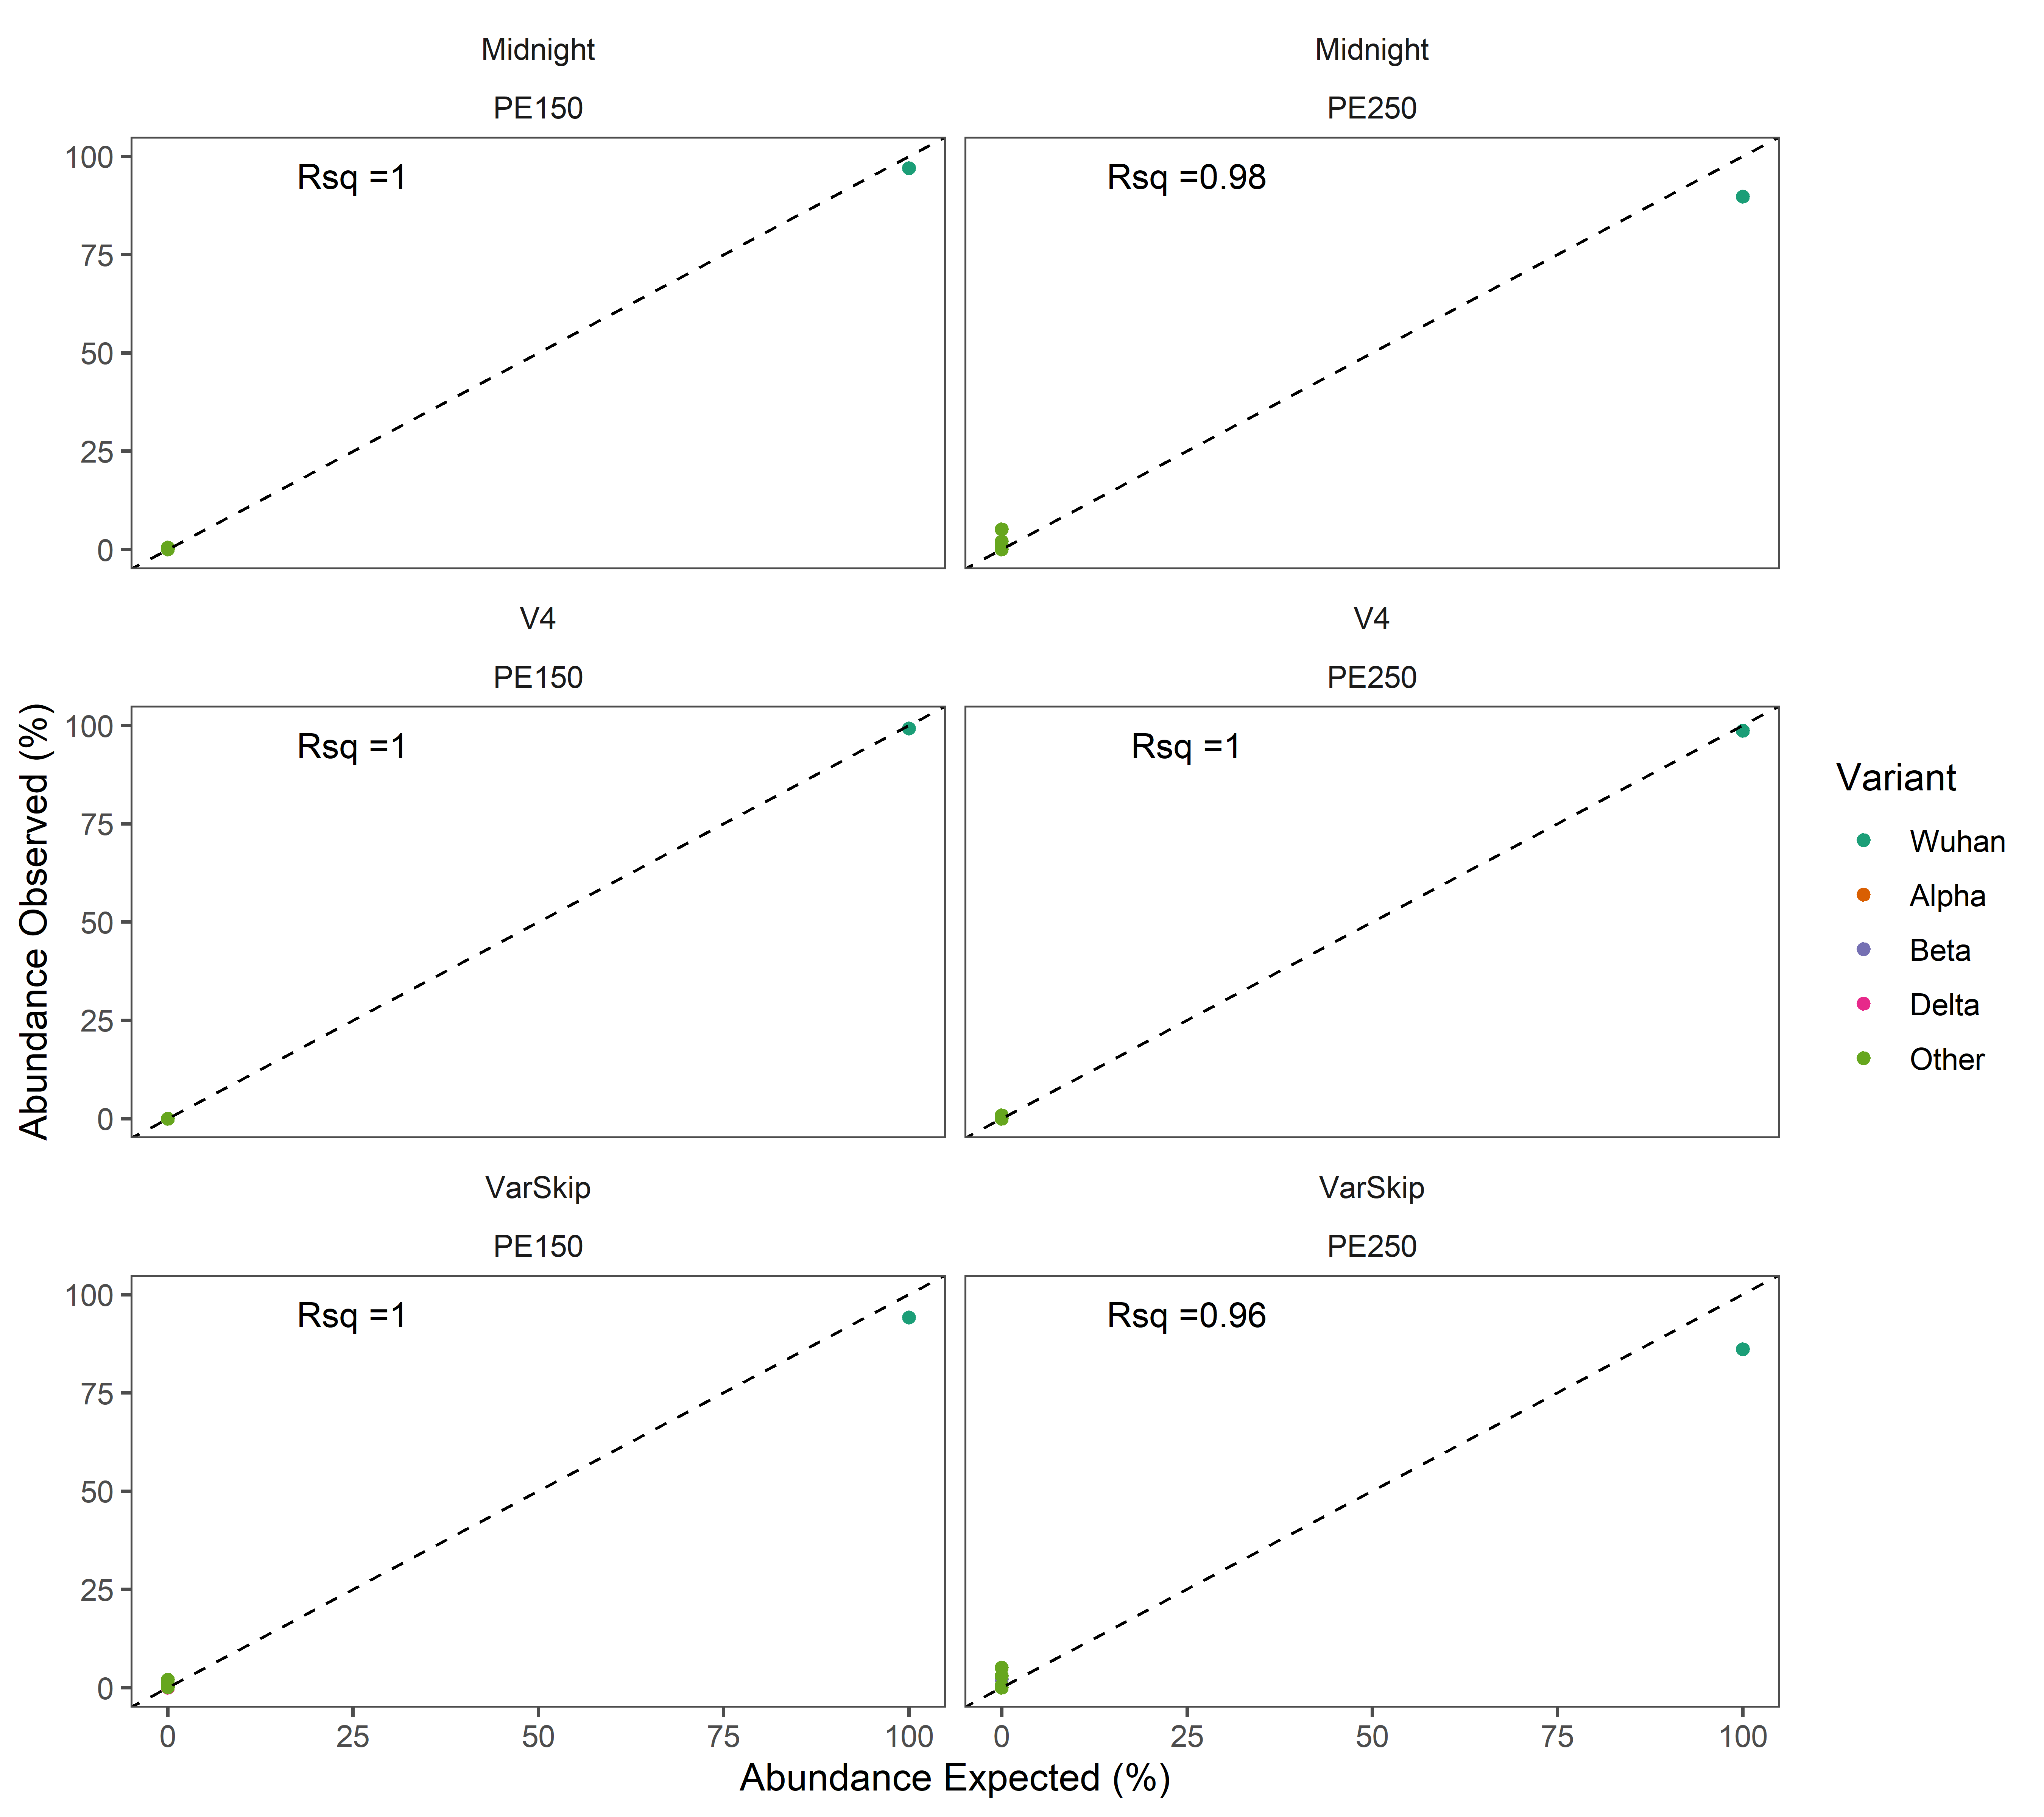 Midnight
Midnight
PE150
PE250
100
75
50
25
0
Rsq =1
Rsq =0.98
V4
V4
PE150
PE250
100
75
50
25
0
Rsq =1
Rsq =1
Abundance Observed (%)
Variant
Wuhan
Alpha
Beta
Delta
Other
VarSkip
VarSkip
PE150
PE250
100
75
50
25
0
Rsq =1
Rsq =0.96
0 25 50 75 100
0 25 50 75 100
Abundance Expected (%)